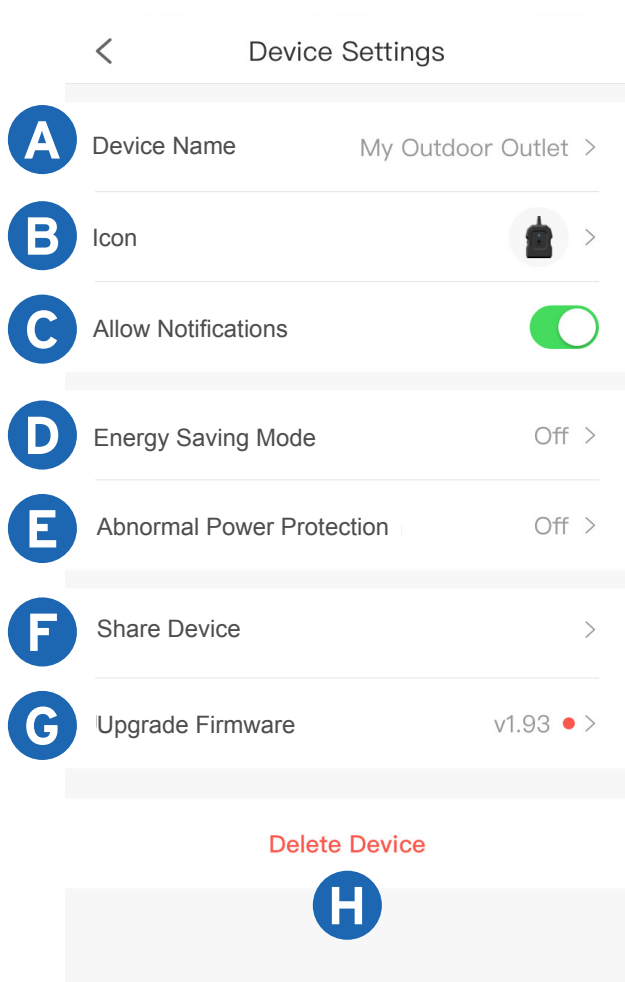 Device Settings
A Device Name My Outdoor Outlet
B Icon
C Allow Notifications
D Energy Saving Mode Off
E Abnormal Power Protection Off
F Share Device
G Upgrade Firmware v1.93
Delete Device
H